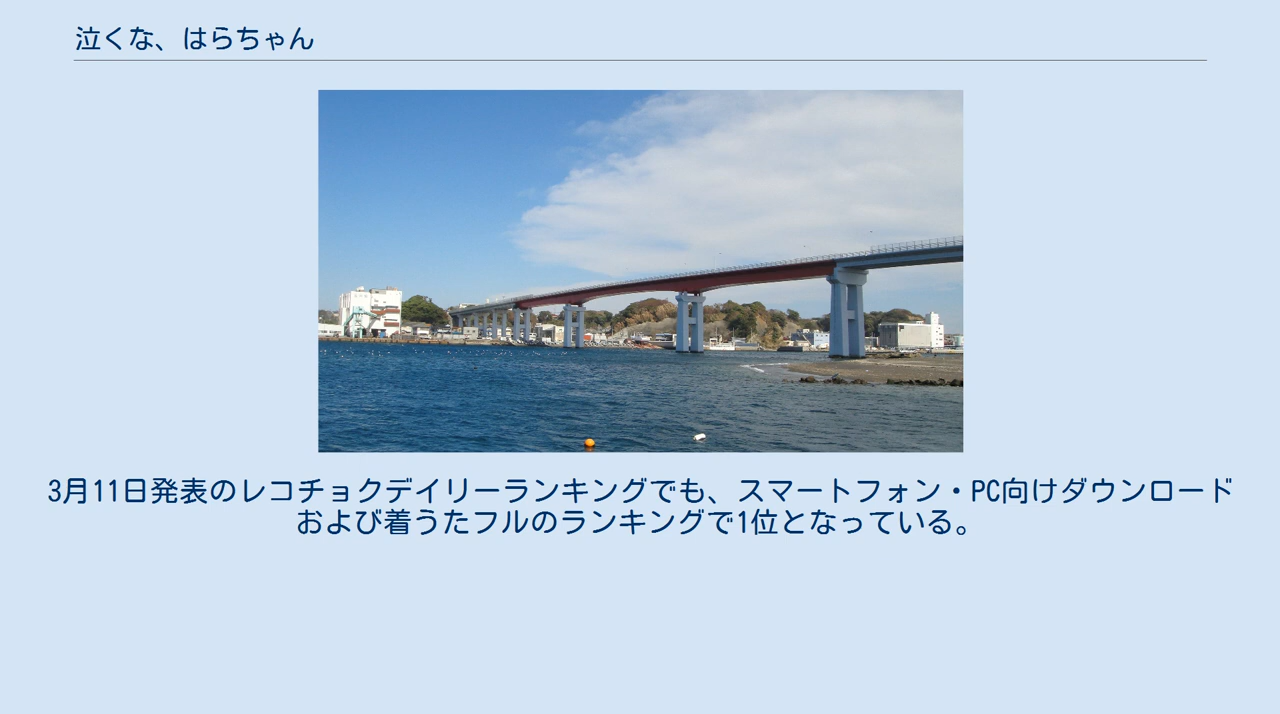 泣くな、はらちゃん
3月11日発表のレコチョクデイリーランキングでも、スマートフォン・PC向けダウンロード
および着うたフルのランキングで1位となっている。